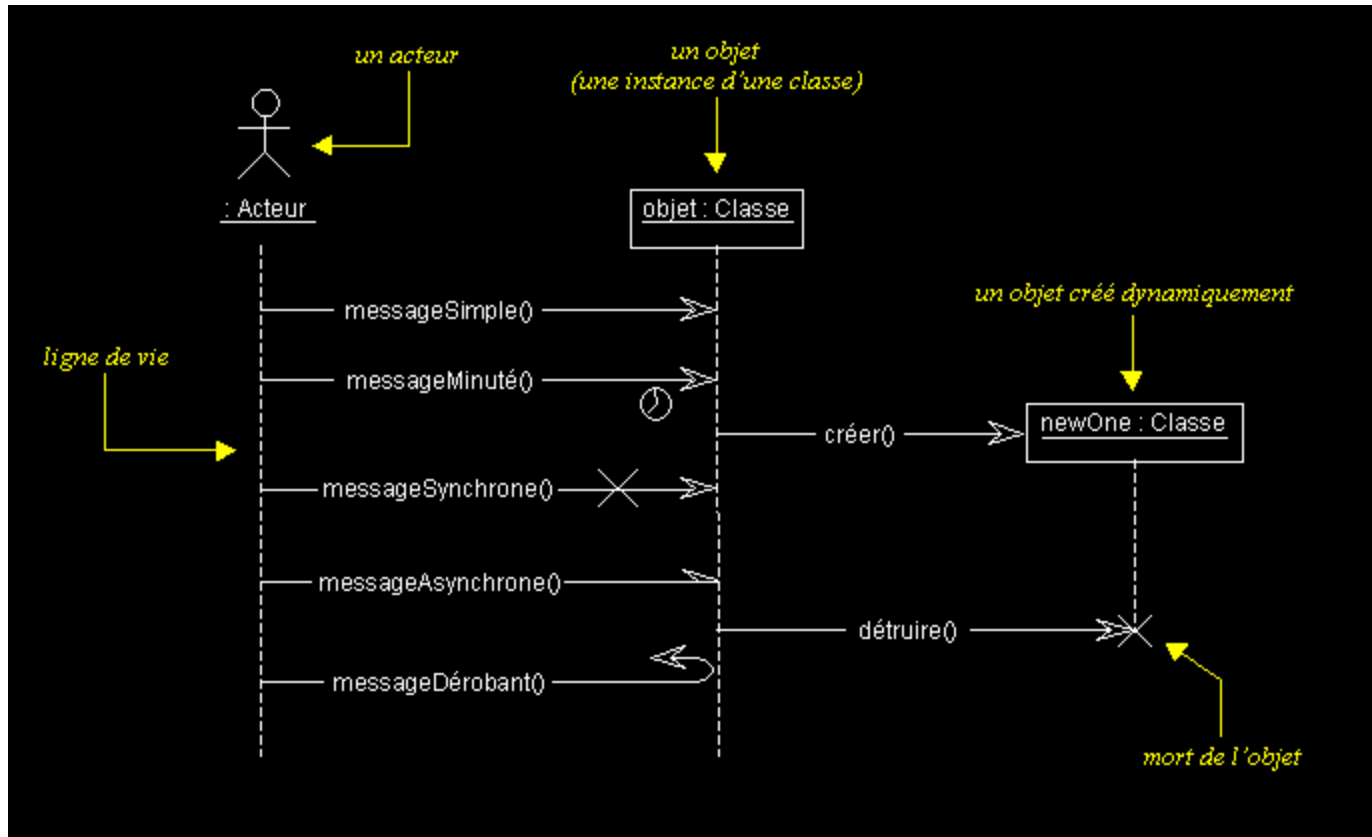 un acteur
un objet
(une instance d'une classe)
: Acteur
objet : Classe
messageSimple()
un objet créé dynamiquement
ligne de vie
messageMinuté()
créer()
newOne : Classe
messageSynchrone()
messageAsynchrone()
détruire()
messageDérobant()
mort de l'objet